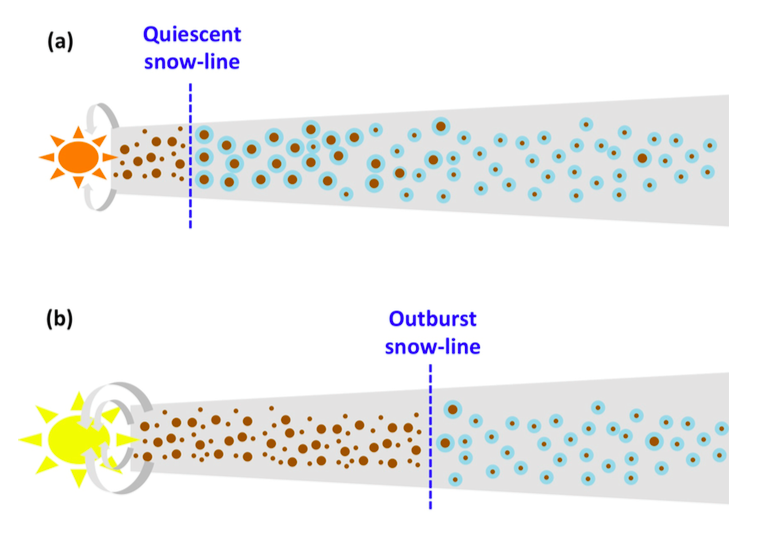 (a)
Quiescent
snow-line
(b)
Outburst
snow-line